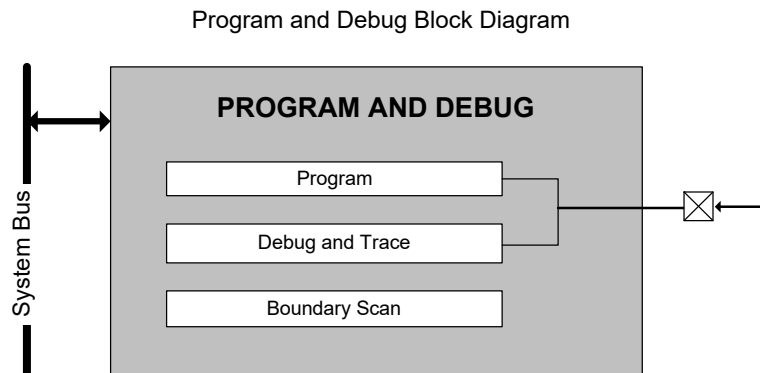 Program and Debug Block Diagram
PROGRAM AND DEBUG
Program
Debug and Trace
Boundary Scan
System Bus